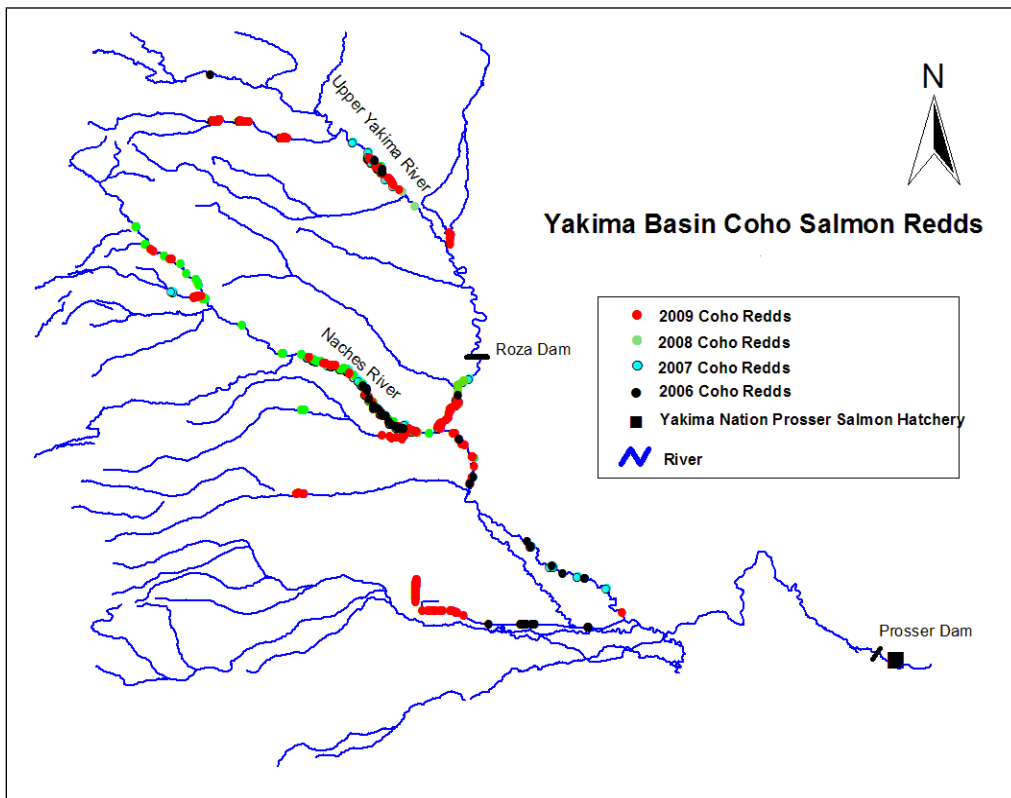 N
Upper Yakima River
Yakima Basin Coho Salmon Redds
2009 Coho Redds
2008 Coho Redds
2007 Coho Redds
2006 Coho Redds
Yakima Nation Prosser Salmon Hatchery
River
Roza Dam
Naches River
Prosser Dam